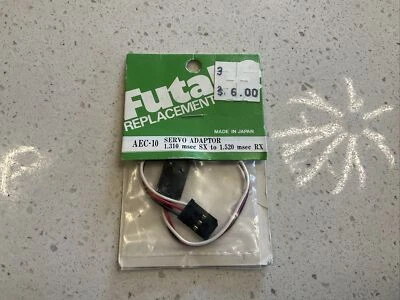 3
$ 6.00
Futa
REPLACEMENT
MADE IN JAPAN
AEC-10 SERVO ADAPTOR
1.310 msec SX to 1.520 msec RX